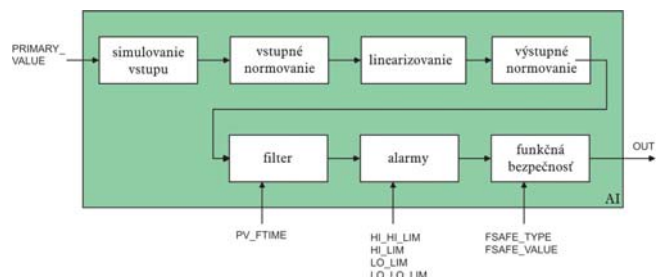 PRIMARY_
VALUE
simulovanie
vstupu
vstupné
normovanie
linearizovanie
výstupné
normovanie
filter
alarmy
funkčná
bezpečnosť
OUT
AI
PV_FTIME
HI_HI_LIM
HI_LIM
LO_LIM
LO_LO_LIM
FSAFE_TYPE
FSAFE_VALUE